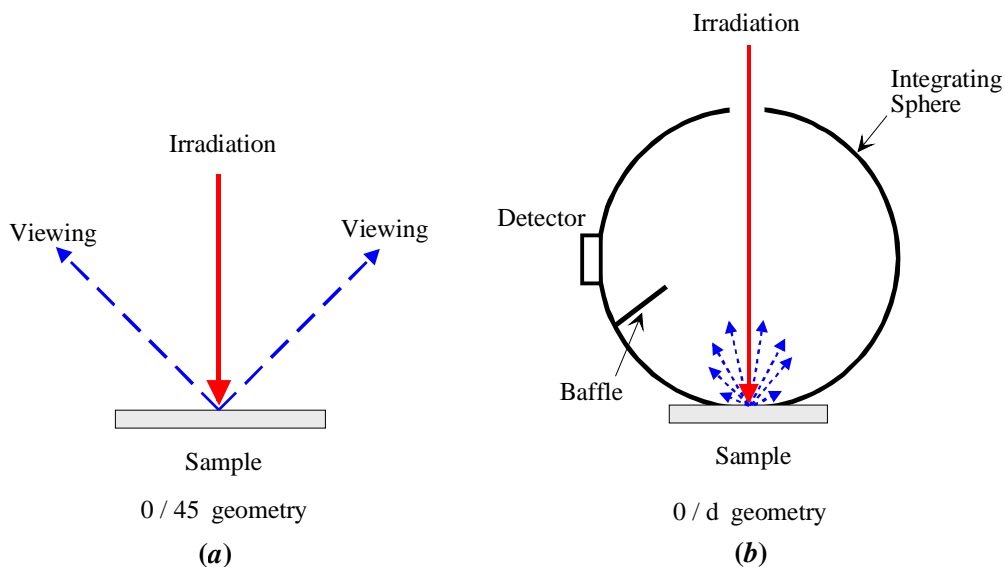 Irradiation
Viewing
Viewing
Sample
0 / 45 geometry
(a)
Irradiation
Integrating
Sphere
Detector
Baffle
Sample
0 / d geometry
(b)